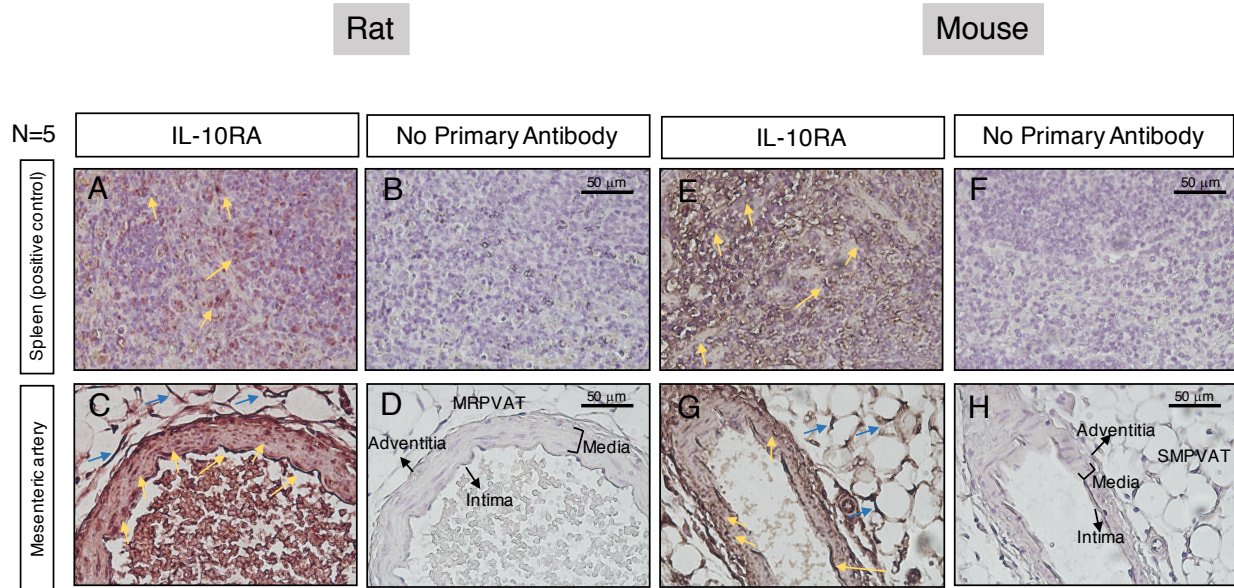 Rat
Mouse
N=5
IL-10RA
No Primary Antibody
IL-10RA
No Primary Antibody
Spleen (positive control)
A
B
50 µm
E
F
50 µm
Mesenteric artery
C
D
50 µm
MRPVAT
Adventitia
Media
Intima
G
H
50 µm
Adventitia
SMPVAT
Media
Intima